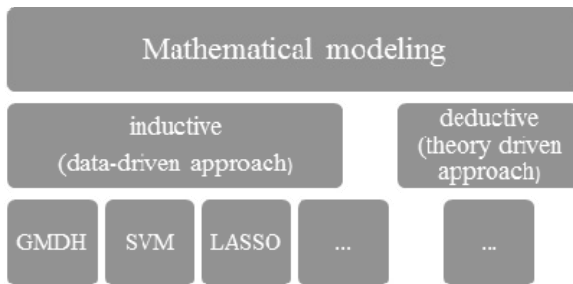 Mathematical modeling
inductive
(data-driven approach)
deductive
(theory driven
approach)
GMDH
SVM
LASSO
...
...